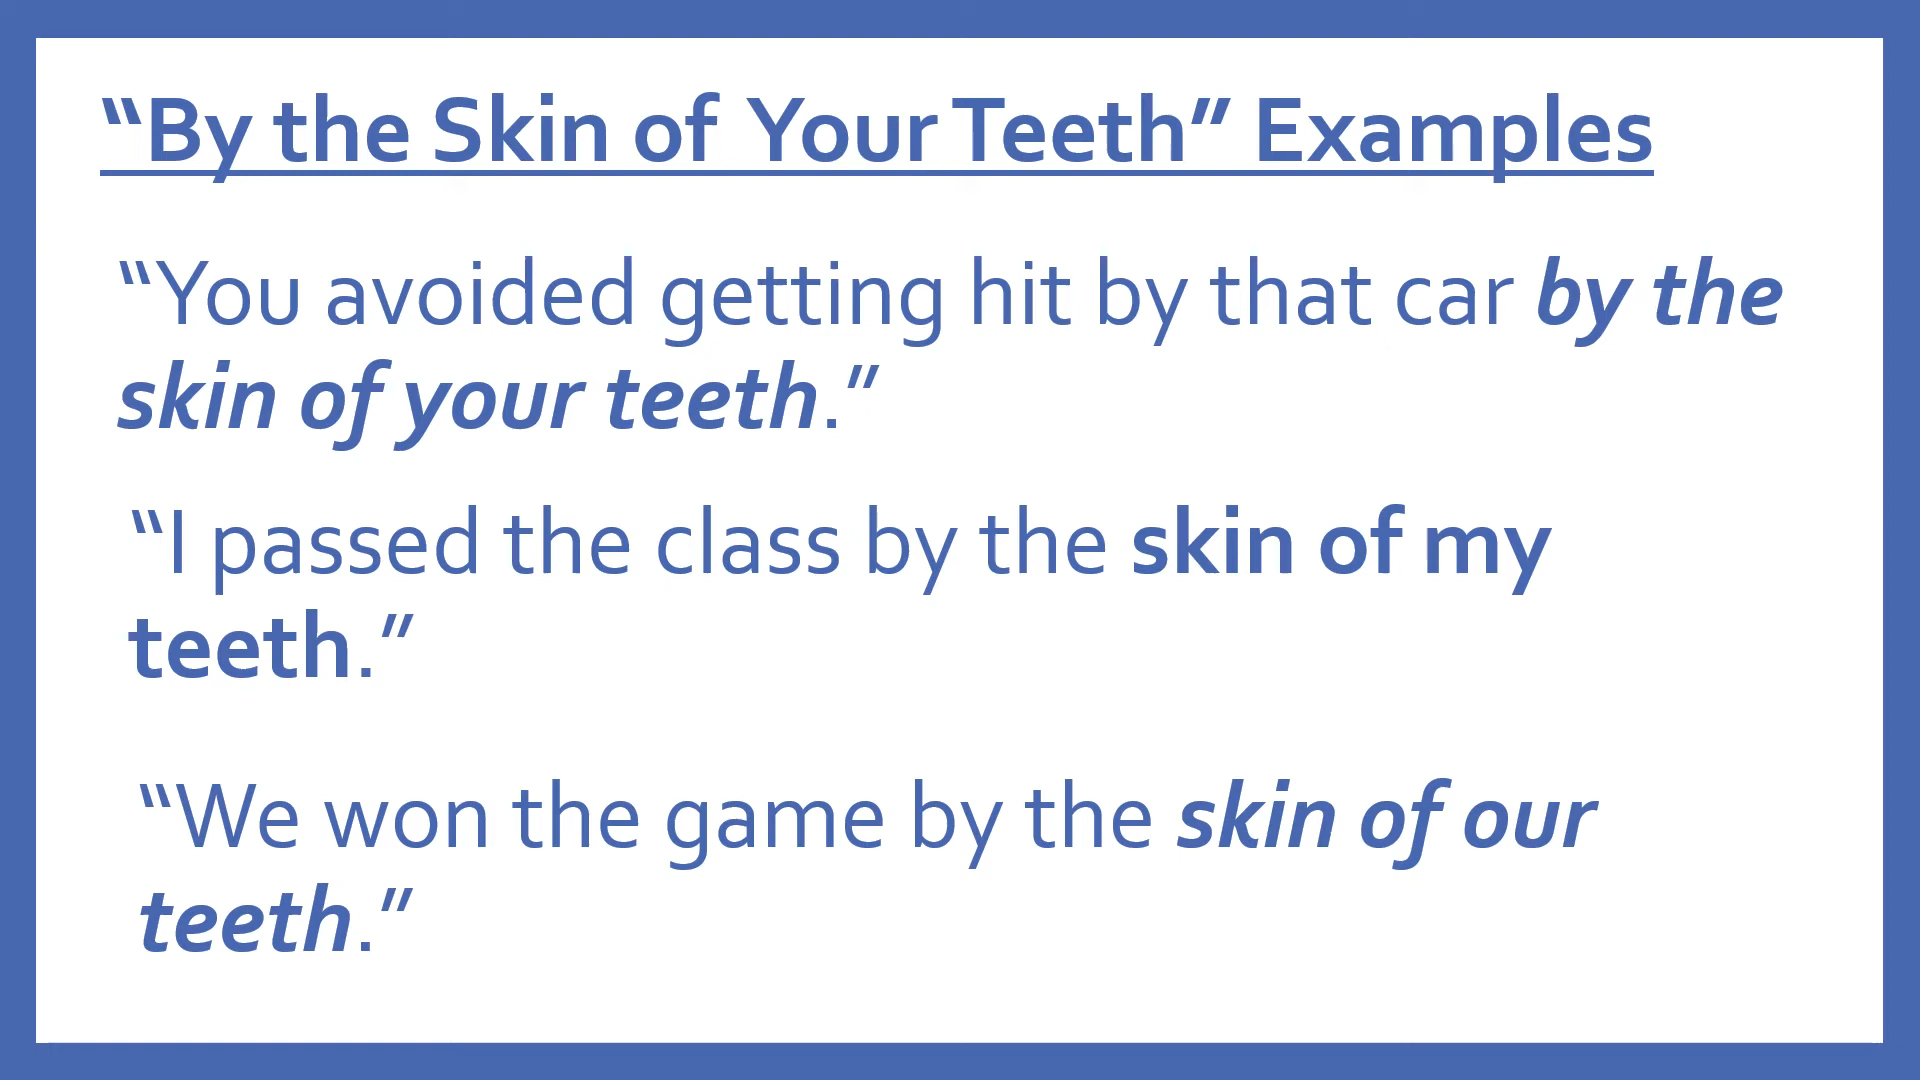 “By the Skin of Your Teeth” Examples
“You avoided getting hit by that car by the
skin of your teeth.”
“I passed the class by the skin of my
teeth.”
“We won the game by the skin of our
teeth.”